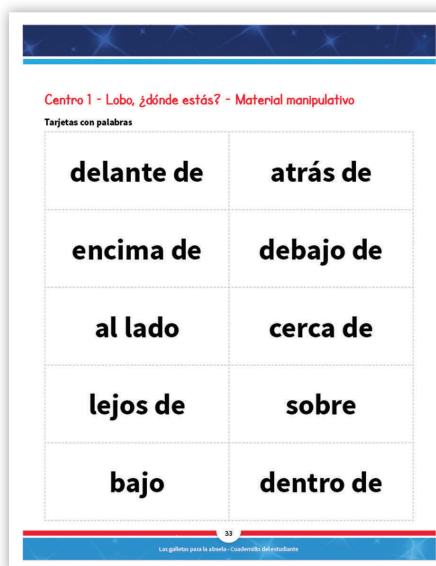 Centro 1 - Lobo, ¿dónde estás? - Material manipulativo
Tarjetas con palabras
delante de
atrás de
encima de
debajo de
al lado
cerca de
lejos de
sobre
bajo
dentro de
33
Las galletas para la abuela - Cuadernillo del estudiante